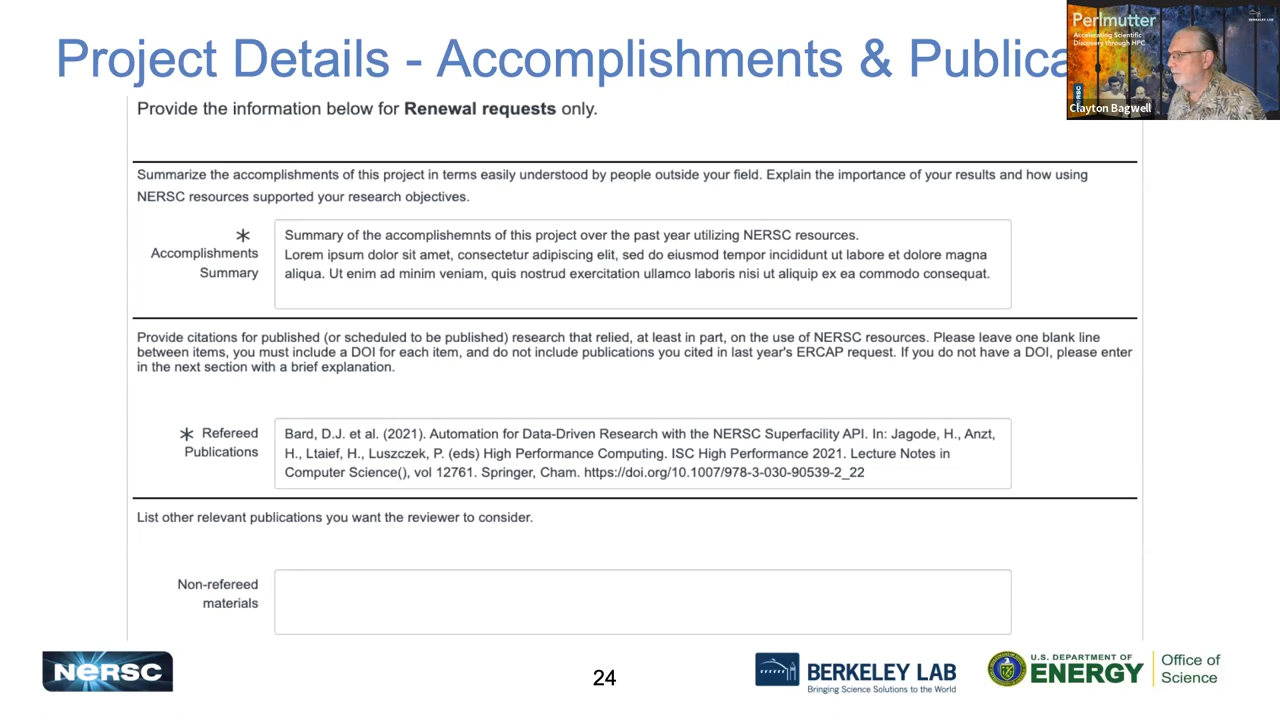 Project Details - Accomplishments & Publica
Perlmutter
Accelerating Scientific
Discovery through HPC
BERKELEY LAB
NERSC
Clayton Bagwell
Provide the information below for Renewal requests only.
Summarize the accomplishments of this project in terms easily understood by people outside your field. Explain the importance of your results and how using
NERSC resources supported your research objectives.
* Accomplishments Summary
Summary of the accomplishemnts of this project over the past year utilizing NERSC resources.
Lorem ipsum dolor sit amet, consectetur adipiscing elit, sed do eiusmod tempor incididunt ut labore et dolore magna
aliqua. Ut enim ad minim veniam, quis nostrud exercitation ullamco laboris nisi ut aliquip ex ea commodo consequat.
Provide citations for published (or scheduled to be published) research that relied, at least in part, on the use of NERSC resources. Please leave one blank line
between items, you must include a DOI for each item, and do not include publications you cited in last year's ERCAP request. If you do not have a DOI, please enter
in the next section with a brief explanation.
* Refereed
Publications
Bard, D.J. et al. (2021). Automation for Data-Driven Research with the NERSC Superfacility API. In: Jagode, H., Anzt,
H., Ltaief, H., Luszczek, P. (eds) High Performance Computing. ISC High Performance 2021. Lecture Notes in
Computer Science(), vol 12761. Springer, Cham. https://doi.org/10.1007/978-3-030-90539-2_22
List other relevant publications you want the reviewer to consider.
Non-refereed
materials
NERSC
24
BERKELEY LAB
Bringing Science Solutions to the World
U.S. DEPARTMENT OF
ENERGY
Office of
Science